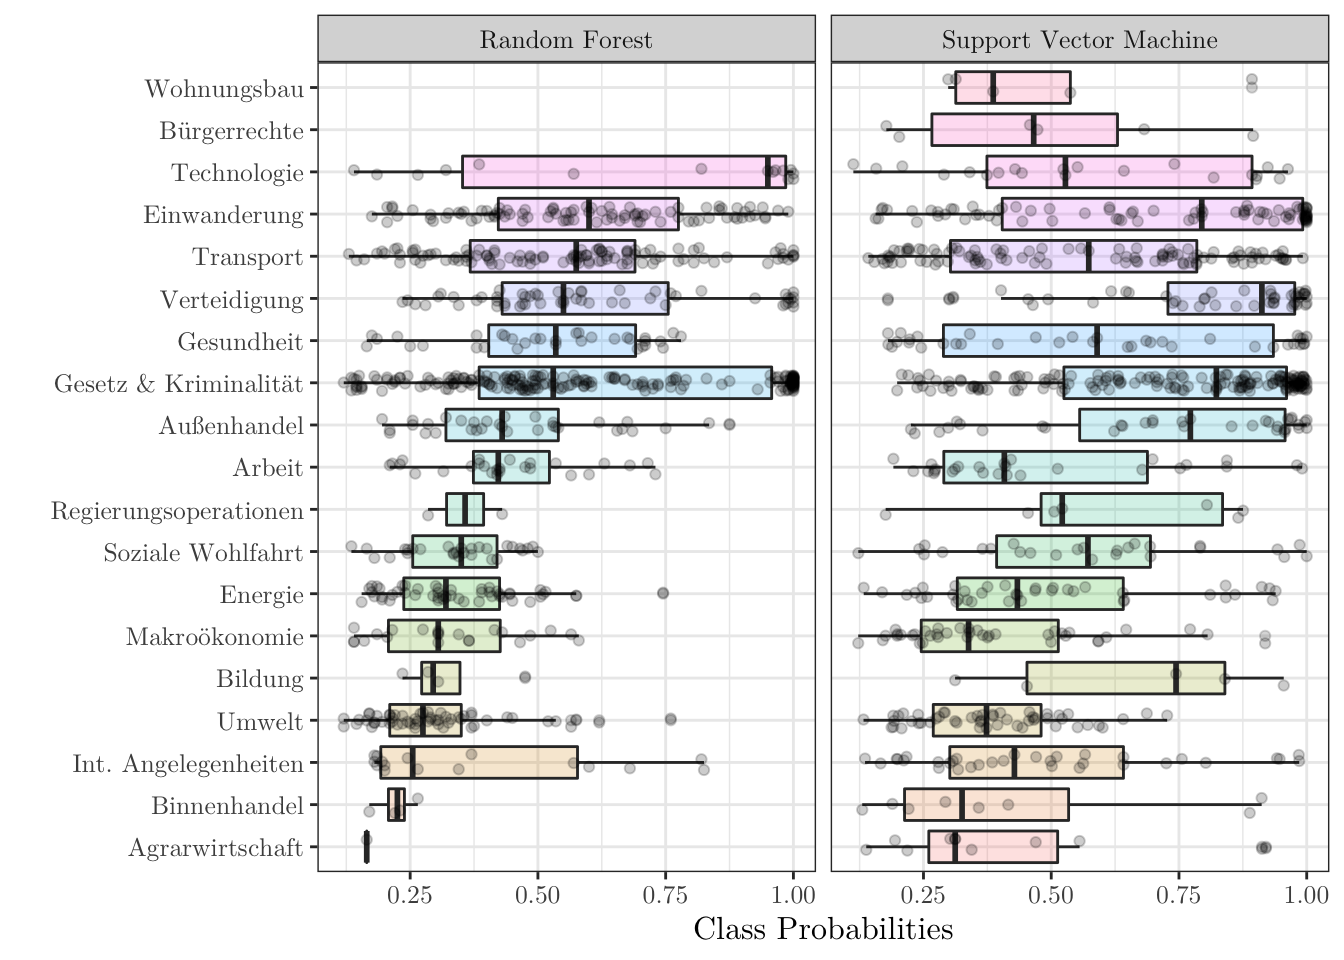 Random Forest
Support Vector Machine
Wohnungsbau
Bürgerrechte
Technologie
Einwanderung
Transport
Verteidigung
Gesundheit
Gesetz & Kriminalität
Außenhandel
Arbeit
Regierungsoperationen
Soziale Wohlfahrt
Energie
Makroökonomie
Bildung
Umwelt
Int. Angelegenheiten
Binnenhandel
Agrarwirtschaft
0.25 0.50 0.75 1.00
0.25 0.50 0.75 1.00
Class Probabilities